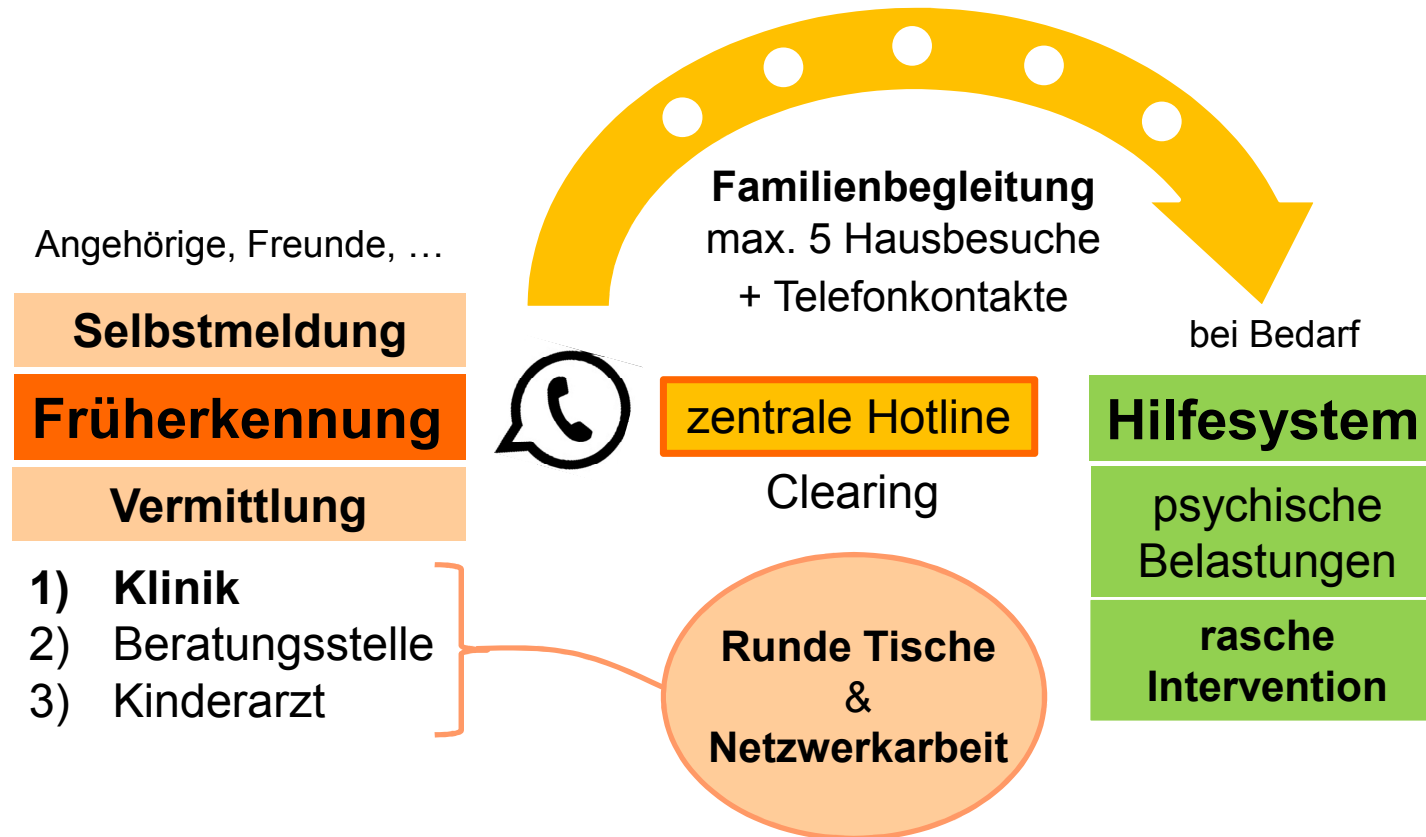 Angehörige, Freunde, …
Selbstmeldung
Früherkennung
Vermittlung
1) Klinik
2) Beratungsstelle
3) Kinderarzt
Familienbegleitung
max. 5 Hausbesuche
+ Telefonkontakte
zentrale Hotline
Clearing
Runde Tische
&
Netzwerkarbeit
bei Bedarf
Hilfesystem
psychische
Belastungen
rasche
Intervention